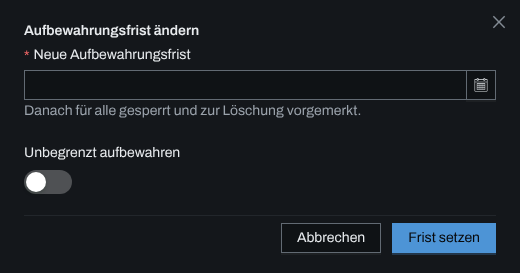 Aufbewahrungsfrist ändern
* Neue Aufbewahrungsfrist
Danach für alle gesperrt und zur Löschung vorgemerkt.
Unbegrenzt aufbewahren
Abbrechen
Frist setzen